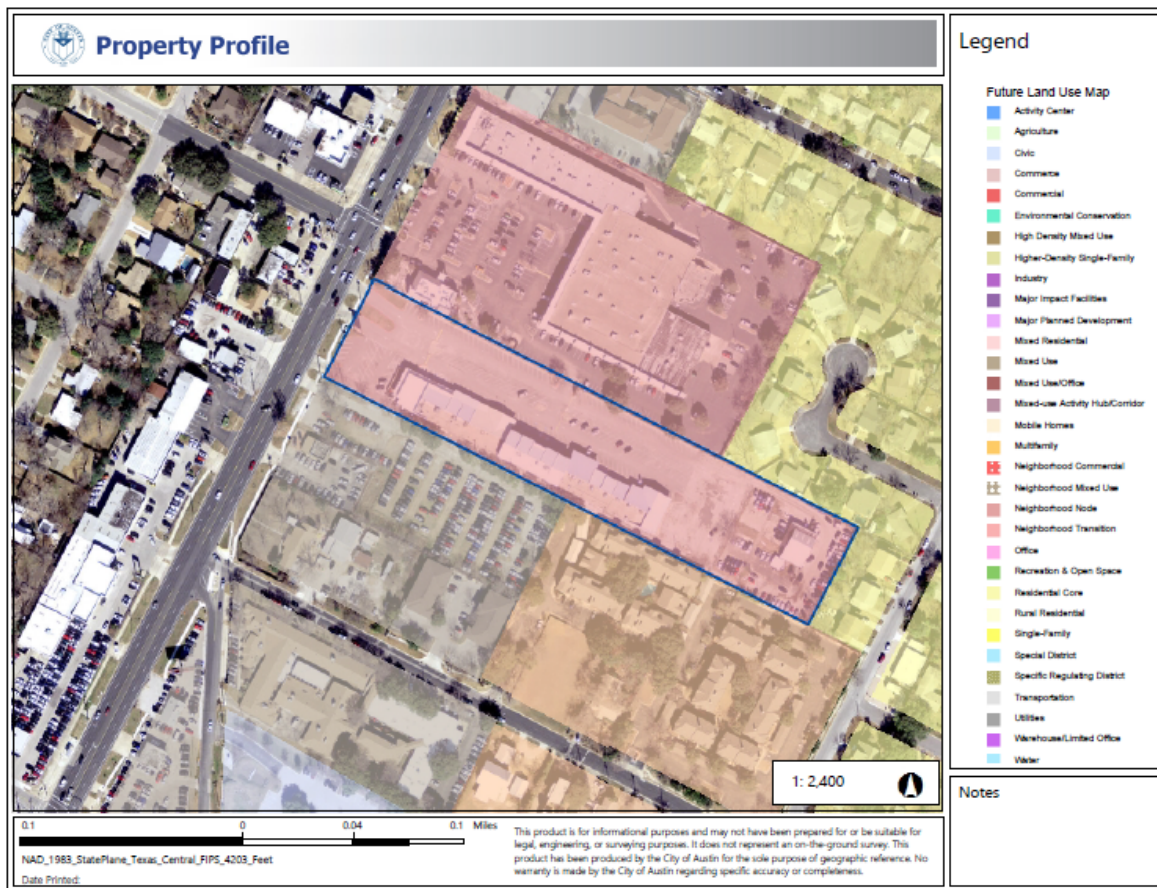 Property Profile
Legend
Future Land Use Map
Activity Center
Agriculture
Civic
Commerce
Commercial
Environmental Conservation
High Density Mixed Use
Higher-Density Single-Family
Industry
Major Impact Facilities
Major Planned Development
Mixed Residential
Mixed Use
Mixed Use/Office
Mixed-use Activity Hub/Corridor
Mobile Homes
Multifamily
Neighborhood Commercial
Neighborhood Mixed Use
Neighborhood Node
Neighborhood Transition
Office
Recreation & Open Space
Residential Core
Rural Residential
Single-Family
Special District
Specific Regulating District
Transportation
Utilities
Warehouse/Limited Office
Water
1: 2,400
Notes
0.1 0 0.04 0.1 Miles
NAD_1983_StatePlane_Texas_Central_FIPS_4203_Feet
Date Printed:
This product is for informational purposes and may not have been prepared for or be suitable for
legal, engineering, or surveying purposes. It does not represent an on-the-ground survey. This
product has been produced by the City of Austin for the sole purpose of geographic reference. No
warranty is made by the City of Austin regarding specific accuracy or completeness.